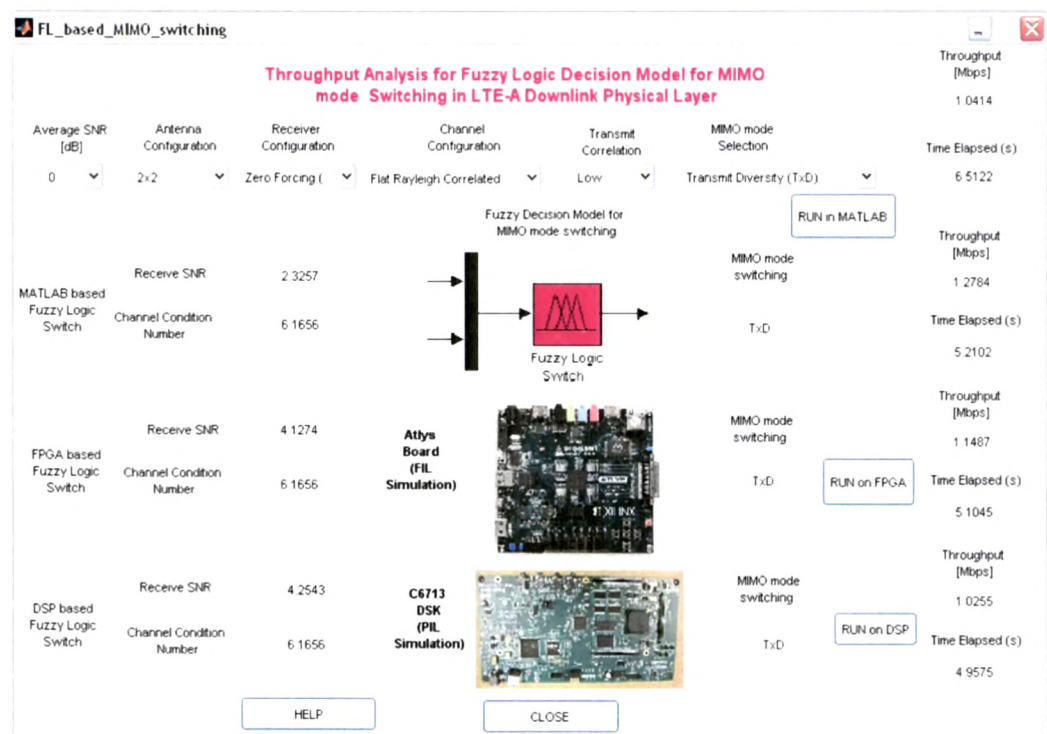 FL_based_MIMO_switching
Throughput Analysis for Fuzzy Logic Decision Model for MIMO
mode Switching in LTE-A Downlink Physical Layer
Throughput
[Mbps]
1.0414
Average SNR
[dB]
Antenna
Configuration
Receiver
Configuration
Channel
Configuration
Transmit
Correlation
MIMO mode
Selection
Time Elapsed (s)
0
2x2
Zero Forcing (
Flat Rayleigh Correlated
Low
Transmit Diversity (TxD)
6.5122
RUN in MATLAB
Fuzzy Decision Model for
MIMO mode switching
MATLAB based
Fuzzy Logic
Switch
Receive SNR
2.3257
Channel Condition
Number
6.1656
Fuzzy Logic
Switch
MIMO mode
switching
TxD
Throughput
[Mbps]
1.2784
Time Elapsed (s)
5.2102
FPGA based
Fuzzy Logic
Switch
Receive SNR
4.1274
Channel Condition
Number
6.1656
Atlys
Board
(FIL
Simulation)
XILINX
MIMO mode
switching
TxD
RUN on FPGA
Throughput
[Mbps]
1.1487
Time Elapsed (s)
5.1045
DSP based
Fuzzy Logic
Switch
Receive SNR
4.2543
Channel Condition
Number
6.1656
C6713
DSK
(PIL
Simulation)
MIMO mode
switching
TxD
RUN on DSP
Throughput
[Mbps]
1.0255
Time Elapsed (s)
4.9575
HELP
CLOSE